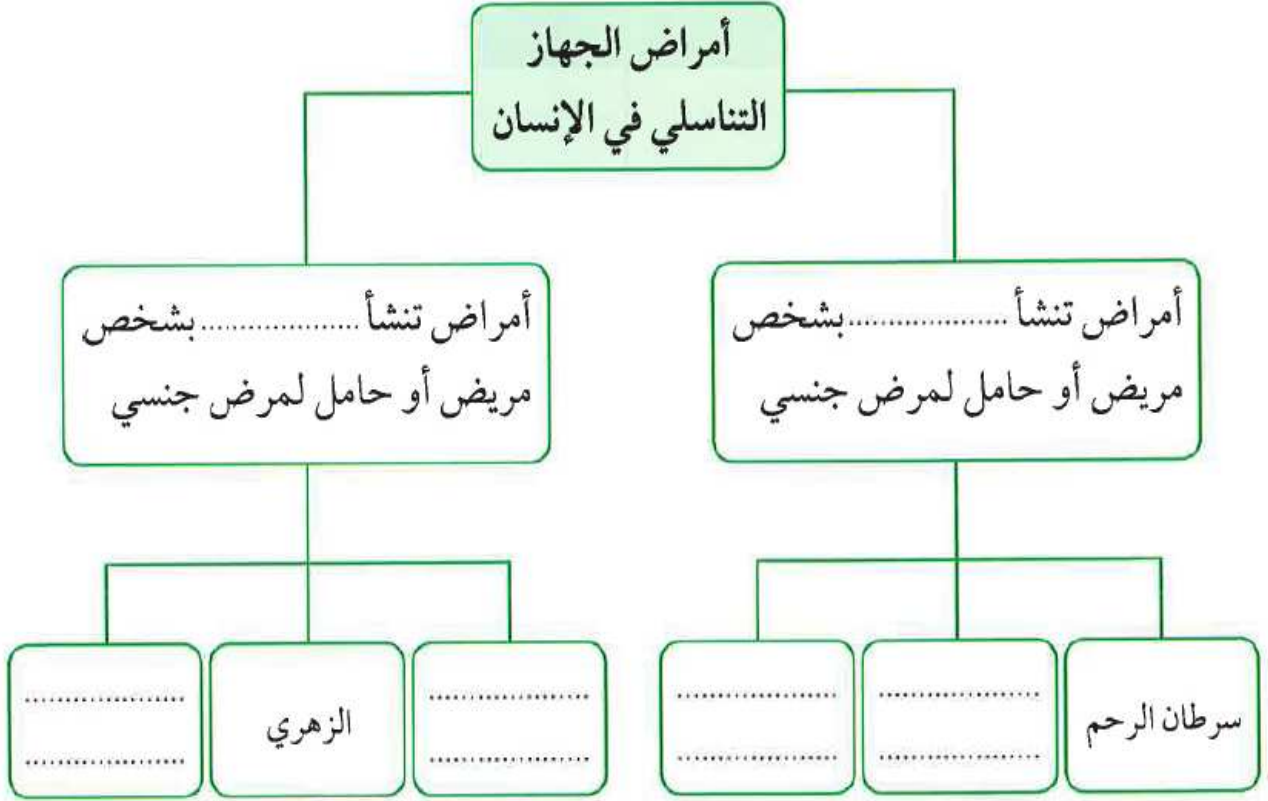 أمراض الجهاز
التناسلي في الإنسان
أمراض تنشأ .................... بشخص
مريض أو حامل لمرض جنسي
أمراض تنشأ .................... بشخص
مريض أو حامل لمرض جنسي
سرطان الرحم
....................
....................
....................
....................
....................
....................
الزهري
....................
....................